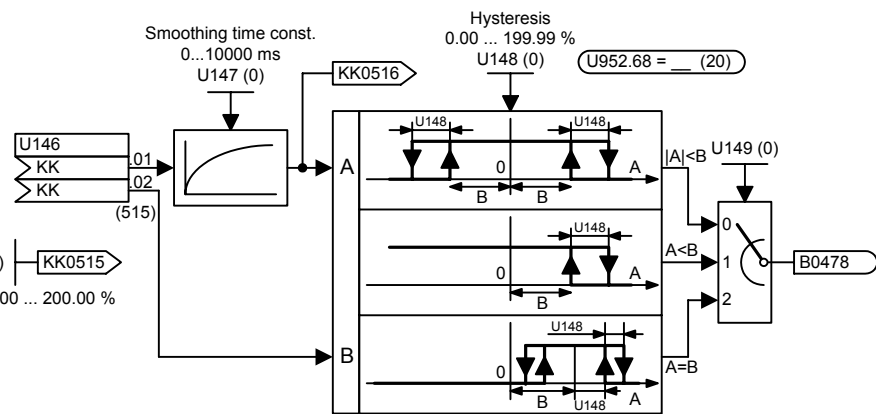 Hysteresis
Smoothing time const.
0.00 ... 199.99 %
0...10000 ms
U148 (0)
U952.68 = __ (20)
U147 (0)
KK0516
U148
U148
U146
KK
.01
KK
.02
(515)
A
0
A
B
B
|A|<B
U149 (0)
U148
0
A
B
A<B
0
1
2
B0478
)
KK0515
00 ... 200.00 %
U148
B
0
B
U148
A
A=B